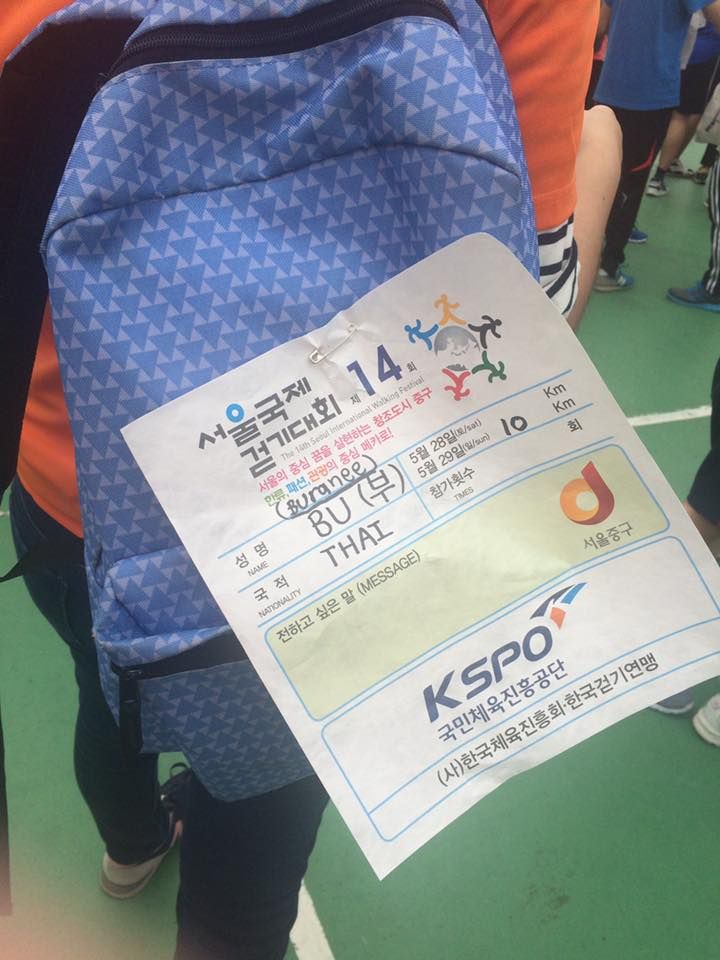 서울국제
걷기대회 제14회
The 14th Seoul International Walking Festival
서울의 중심 꿈을 실현하는 창조도시 중구
한류,패션,관광의 중심 메카로!
(Buranee)
성명 BU (부)
NAME
국적 THAI
NATIONALITY
5월 28일(토/sat) Km
5월 29일(일/sun) 10 Km
참가횟수 회
TIMES
전하고 싶은 말 (MESSAGE)
서울중구
KSPO
국민체육진흥공단
(사)한국체육진흥회·한국걷기연맹